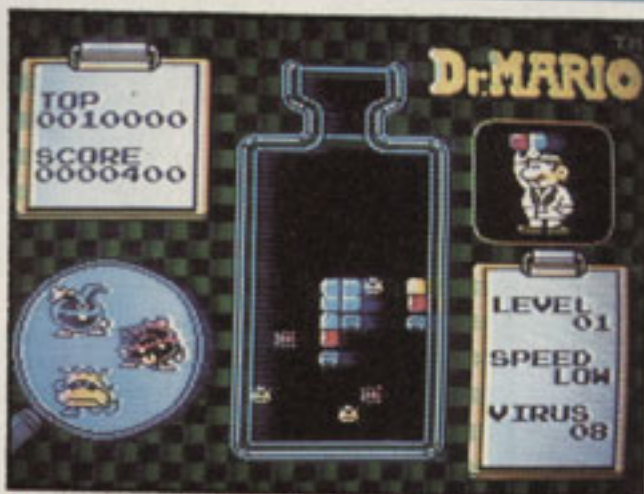 Dr.MARIO
TOP
0010000
SCORE
0000400
LEVEL
01
SPEED
LOW
VIRUS
08